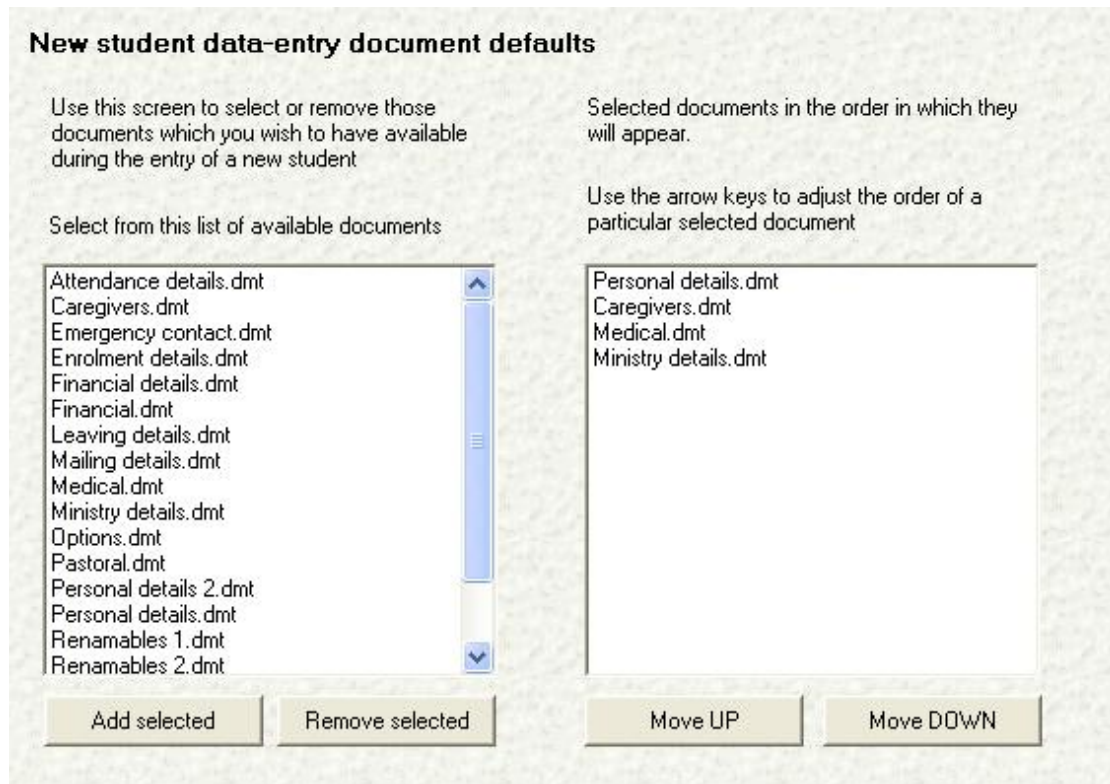 New student data-entry document defaults
Use this screen to select or remove those
documents which you wish to have available
during the entry of a new student
Select from this list of available documents
Attendance details.dmt
Caregivers.dmt
Emergency contact.dmt
Enrolment details.dmt
Financial details.dmt
Financial.dmt
Leaving details.dmt
Mailing details.dmt
Medical.dmt
Ministry details.dmt
Options.dmt
Pastoral.dmt
Personal details 2.dmt
Personal details.dmt
Renamables 1.dmt
Renamables 2.dmt
Add selected
Remove selected
Selected documents in the order in which they
will appear.
Use the arrow keys to adjust the order of a
particular selected document
Personal details.dmt
Caregivers.dmt
Medical.dmt
Ministry details.dmt
Move UP
Move DOWN